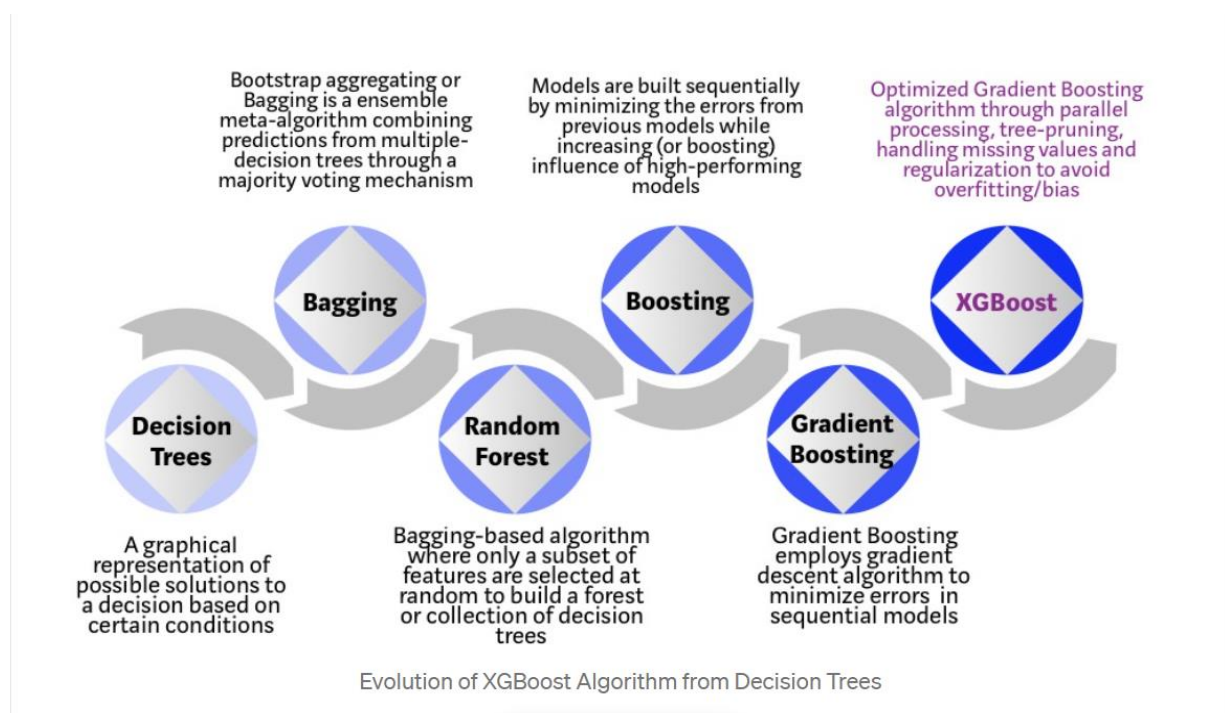 Bootstrap aggregating or
Bagging is a ensemble
meta-algorithm combining
predictions from multiple-
decision trees through a
majority voting mechanism
Models are built sequentially
by minimizing the errors from
previous models while
increasing (or boosting)
influence of high-performing
models
Optimized Gradient Boosting
algorithm through parallel
processing, tree-pruning,
handling missing values and
regularization to avoid
overfitting/bias
Bagging
Boosting
XGBoost
Decision
Trees
Random
Forest
Gradient
Boosting
A graphical
representation of
possible solutions to
a decision based on
certain conditions
Bagging-based algorithm
where only a subset of
features are selected at
random to build a forest
or collection of decision
trees
Gradient Boosting
employs gradient
descent algorithm to
minimize errors in
sequential models
Evolution of XGBoost Algorithm from Decision Trees